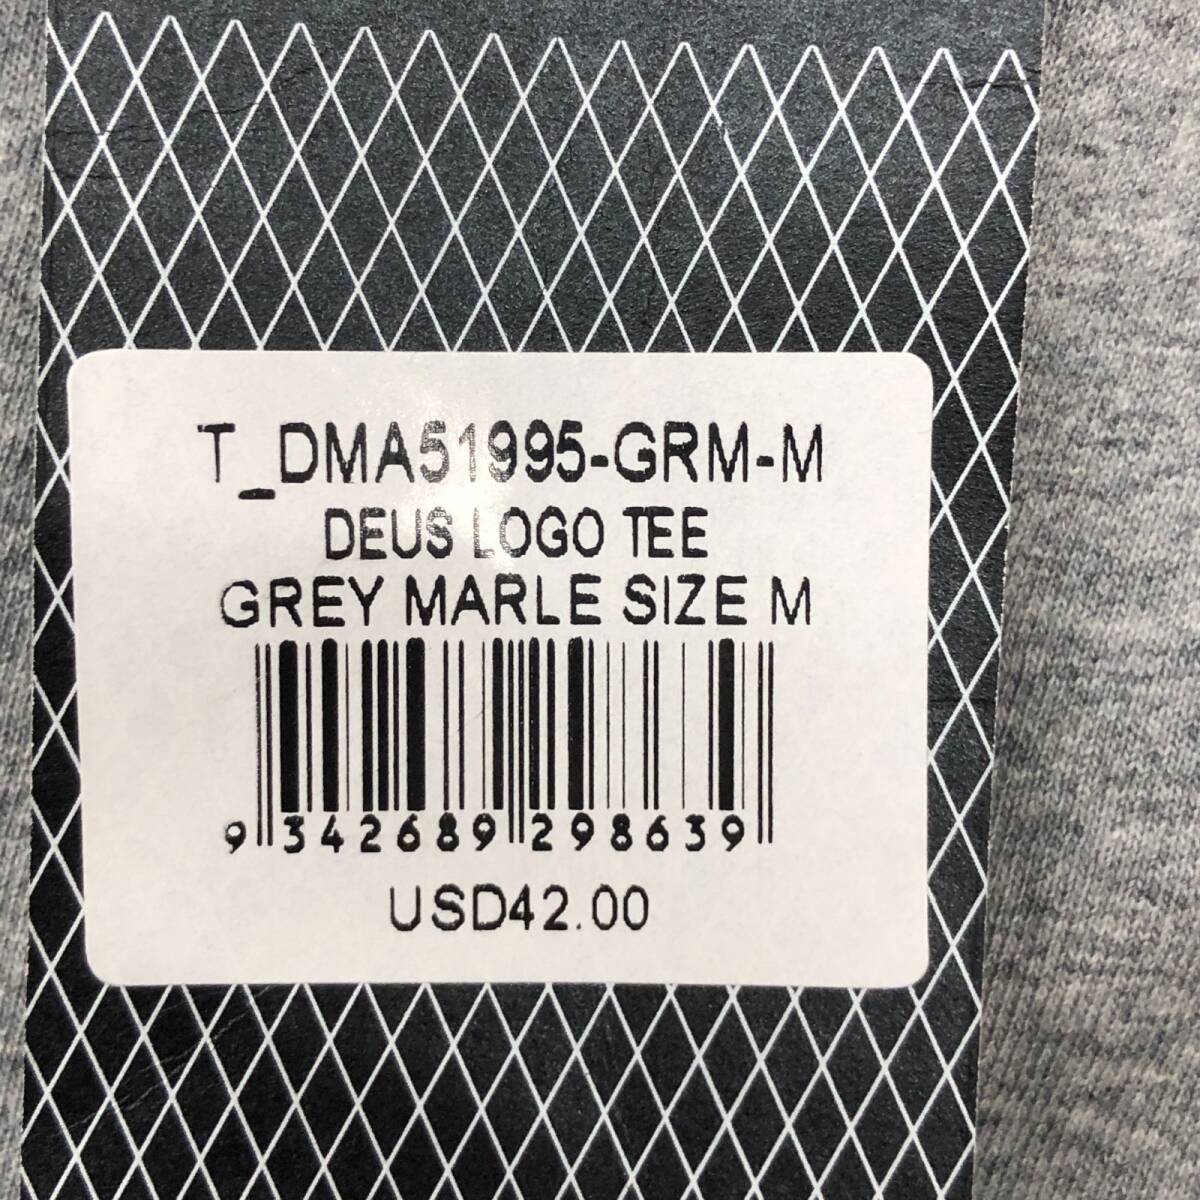 T_DMA51995-GRM-M
DEUS LOGO TEE
GREY MARLE SIZE M
9 342689 298639
USD42.00